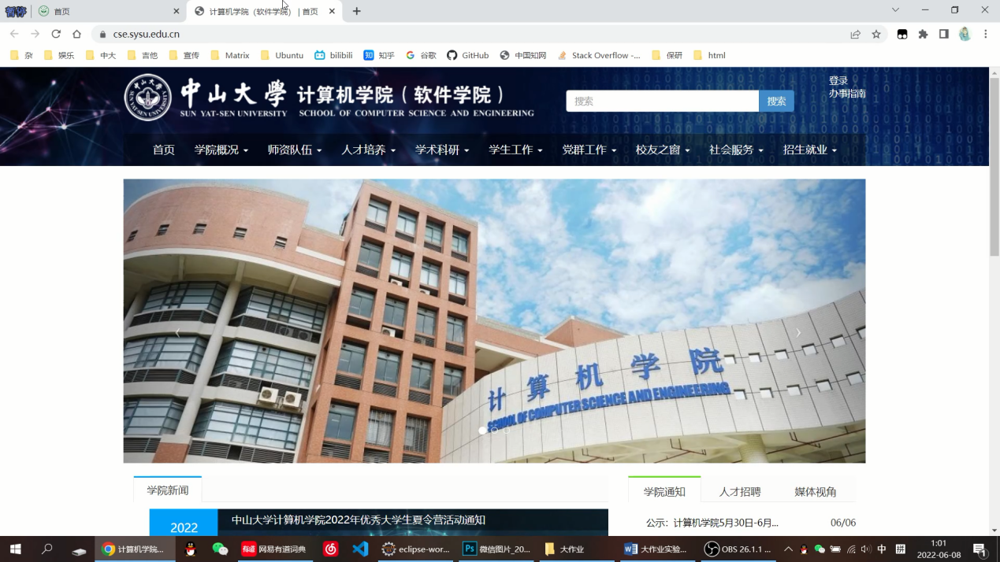 暂停
首页
计算机学院（软件学院） | 首页
cse.sysu.edu.cn
杂
娱乐
中大
吉他
宣传
Matrix
Ubuntu
bilibili
知 知乎
谷歌
GitHub
中国知网
Stack Overflow -...
保研
html
中山大學 计算机学院（软件学院）
SUN YAT-SEN UNIVERSITY SCHOOL OF COMPUTER SCIENCE AND ENGINEERING
搜索
搜索
登录
办事指南
首页
学院概况
师资队伍
人才培养
学术科研
学生工作
党群工作
校友之窗
社会服务
招生就业
计算机学院
SCHOOL OF COMPUTER SCIENCE AND ENGINEERING
学院新闻
2022
中山大学计算机学院2022年优秀大学生夏令营活动通知
学院通知
人才招聘
媒体视角
公示：计算机学院5月30日-6月...
06/06
计算机学院...
有道 网易有道词典
eclipse-wor...
Ps 微信图片_20...
大作业
大作业实验...
OBS 26.1.1 ...
中
拼
1:01
2022-06-08
1